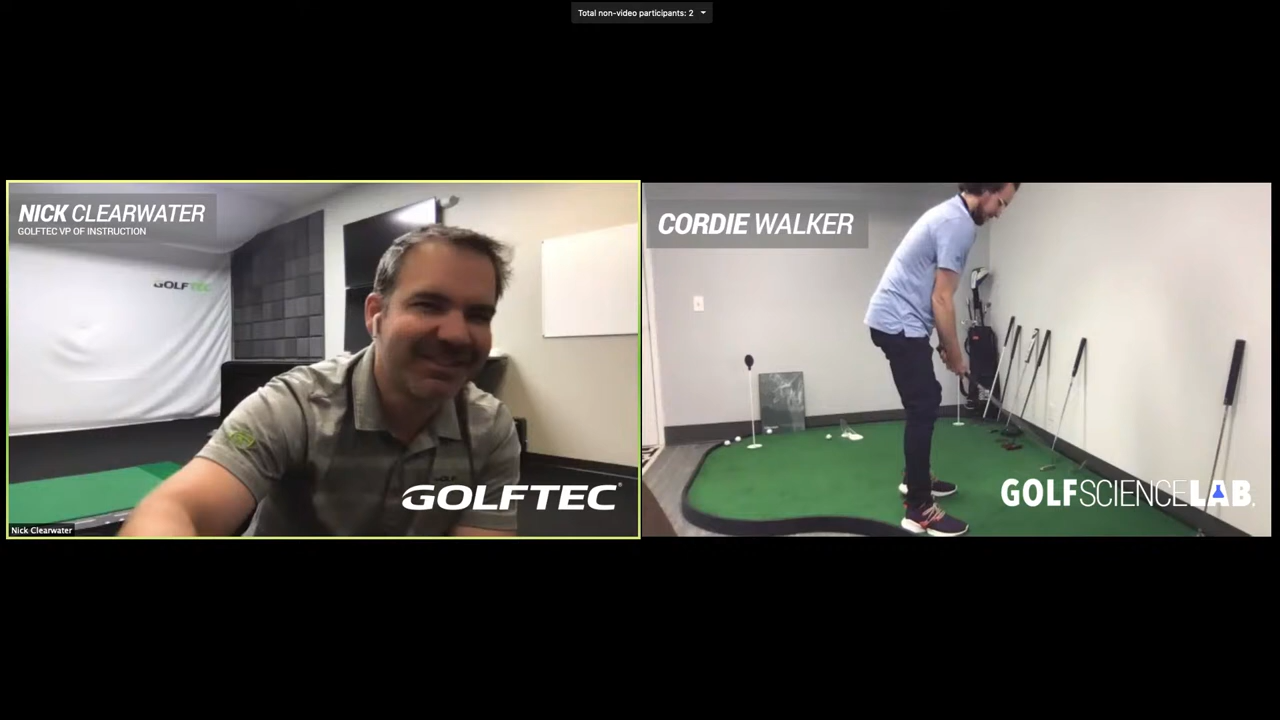 Total non-video participants: 2
NICK CLEARWATER
GOLFTEC VP OF INSTRUCTION
CORDIE WALKER
GOLFTEC
GOLFTEC
GOLFSCIENCELAB
Nick Clearwater